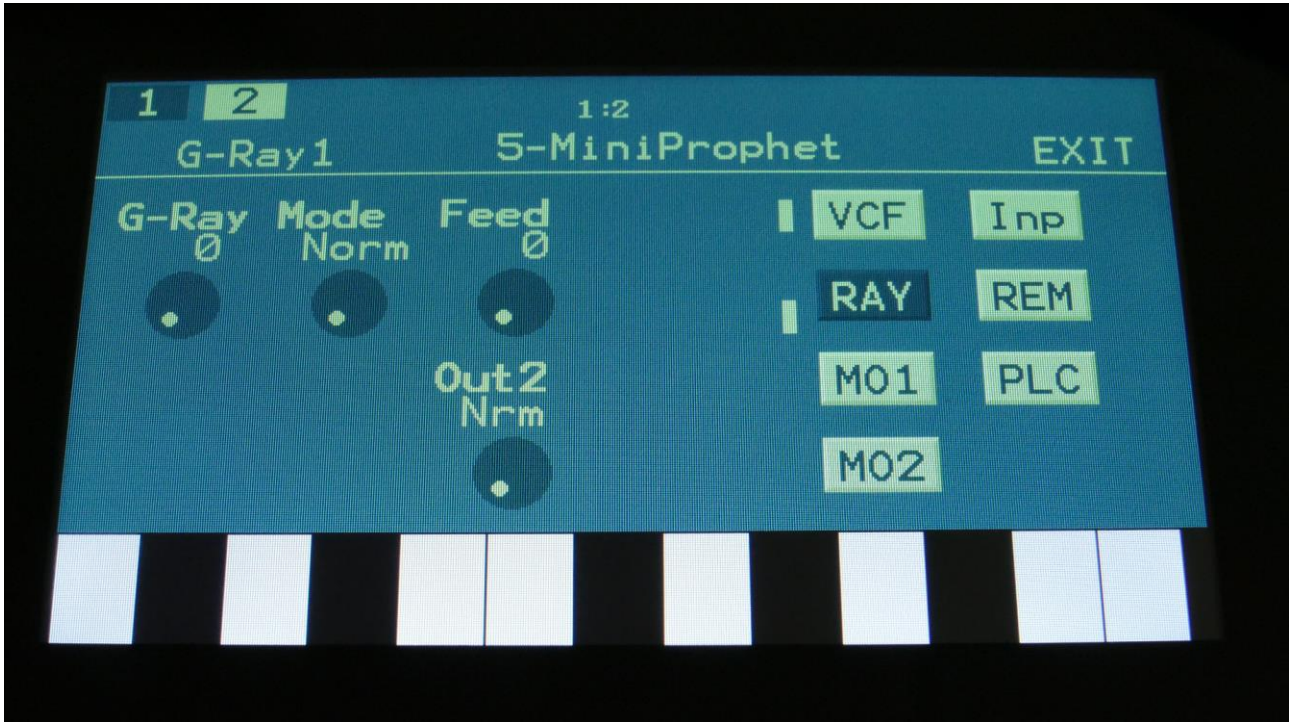 1 2 1:2
G-Ray1 5-MiniProphet EXIT
G-Ray Mode Feed VCF Inp
0 Norm 0
RAY REM
Out2 MO1 PLC
Nrm
MO2